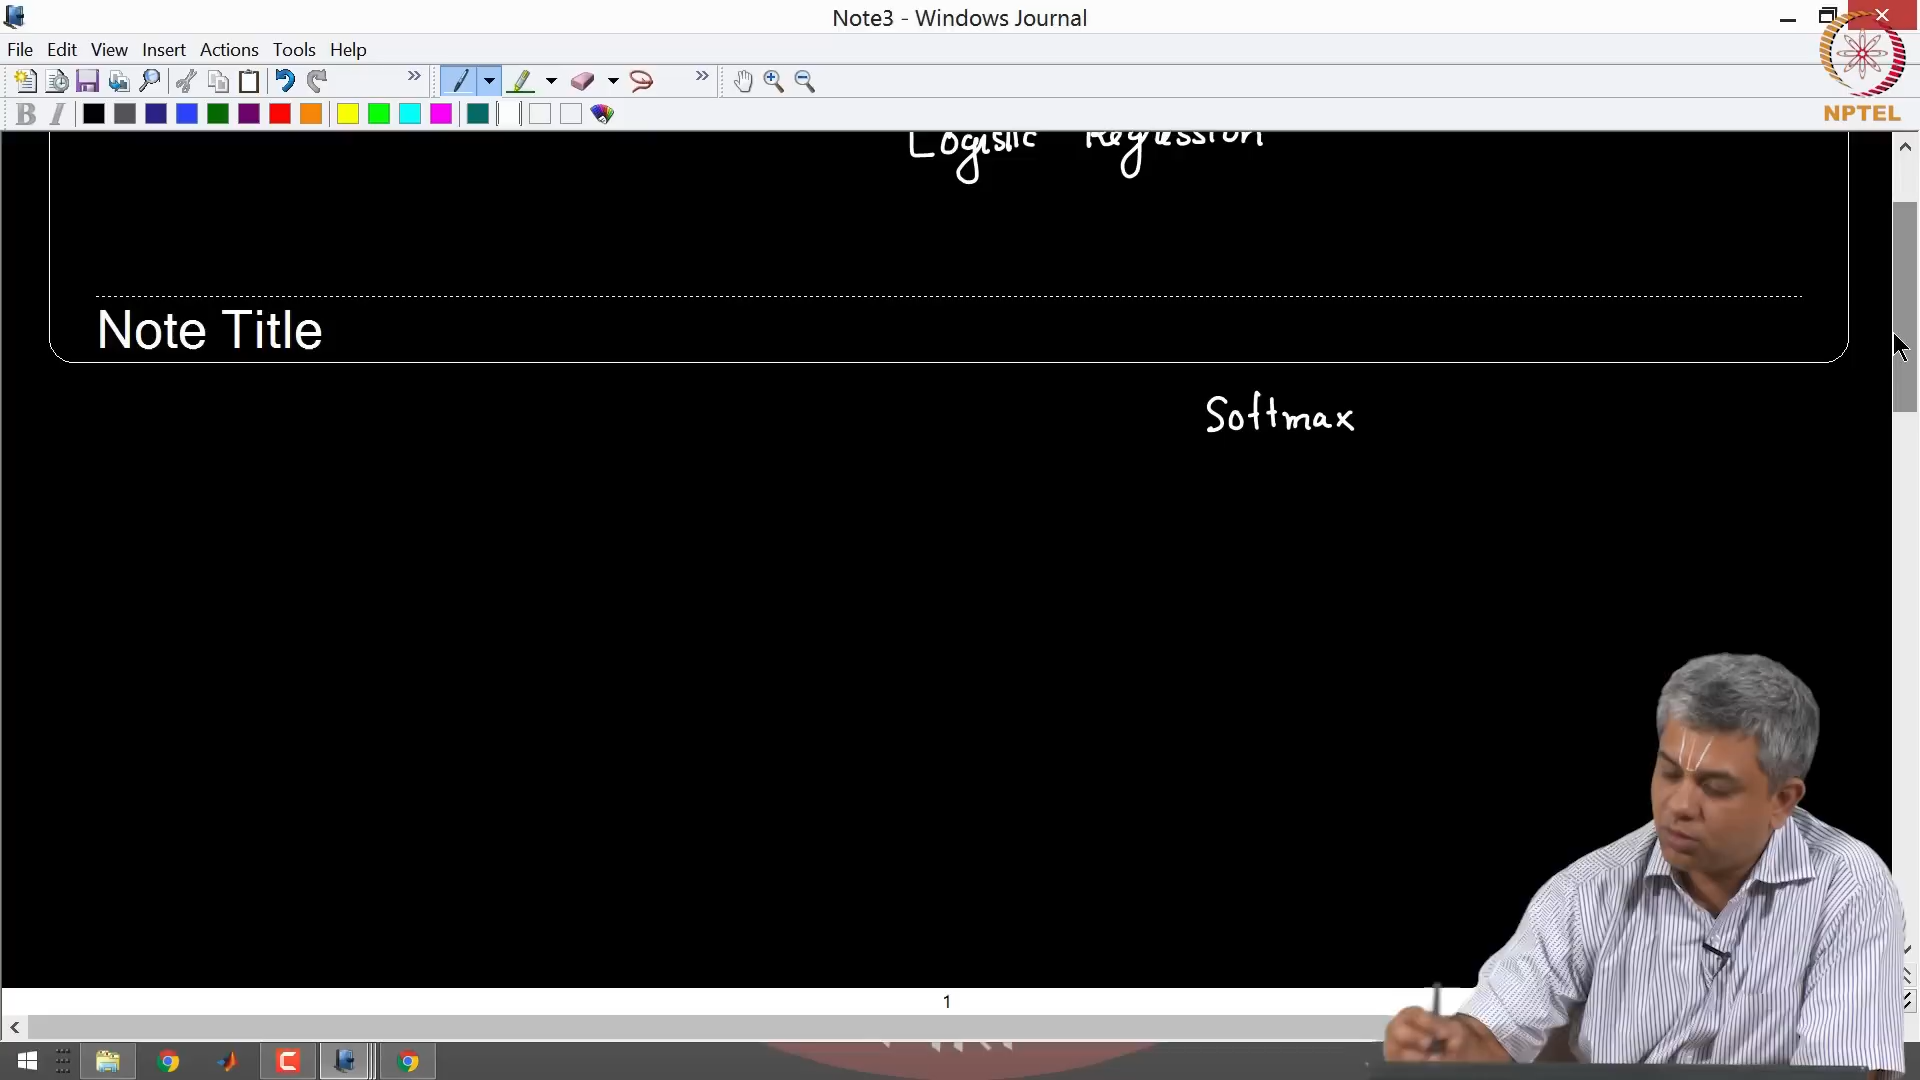 Note3 - Windows Journal
File Edit View Insert Actions Tools Help
B I
NPTEL
Logistic Regression
Note Title
Softmax
1